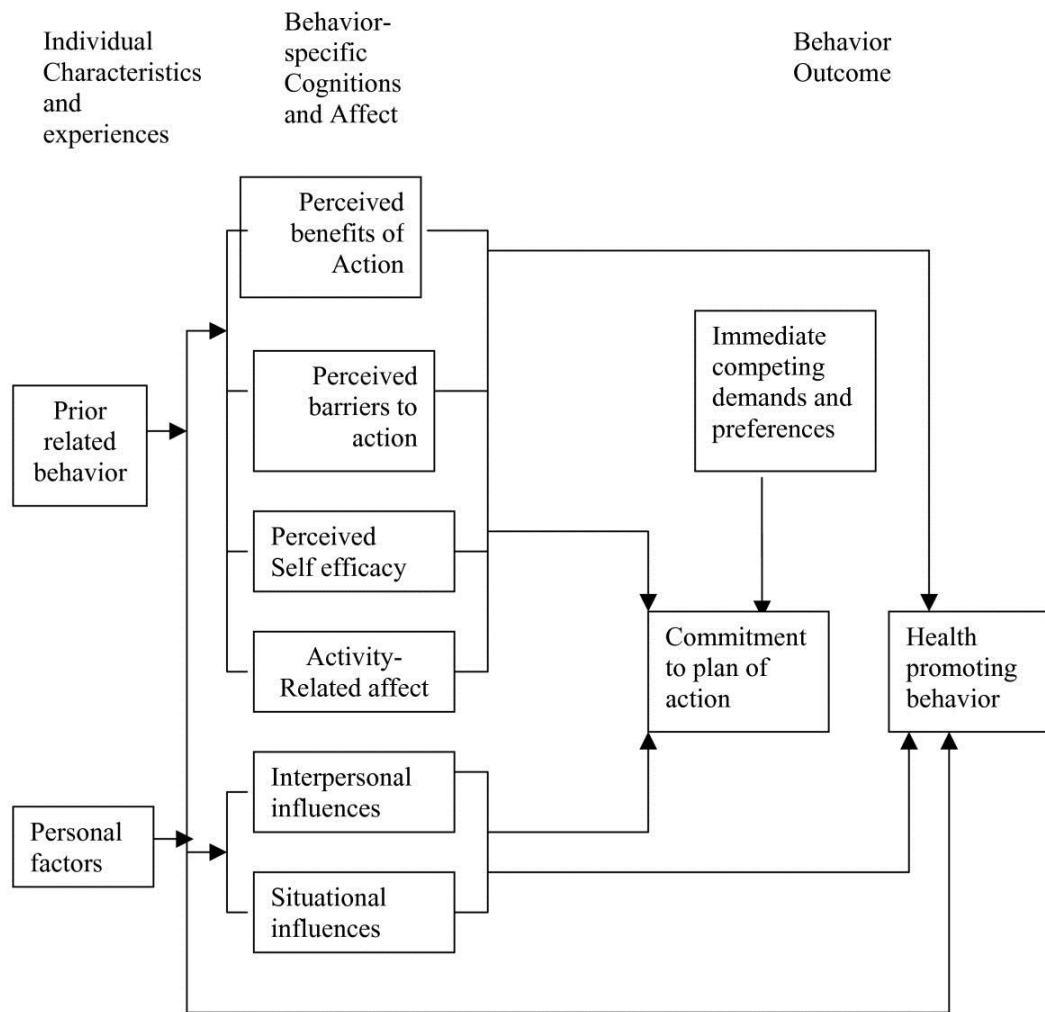 Individual
Characteristics
and
experiences
Behavior-
specific
Cognitions
and Affect
Behavior
Outcome
Perceived
benefits of
Action
Immediate
competing
demands and
preferences
Perceived
barriers to
action
Prior
related
behavior
Perceived
Self efficacy
Commitment
to plan of
action
Health
promoting
behavior
Activity-
Related affect
Interpersonal
influences
Personal
factors
Situational
influences